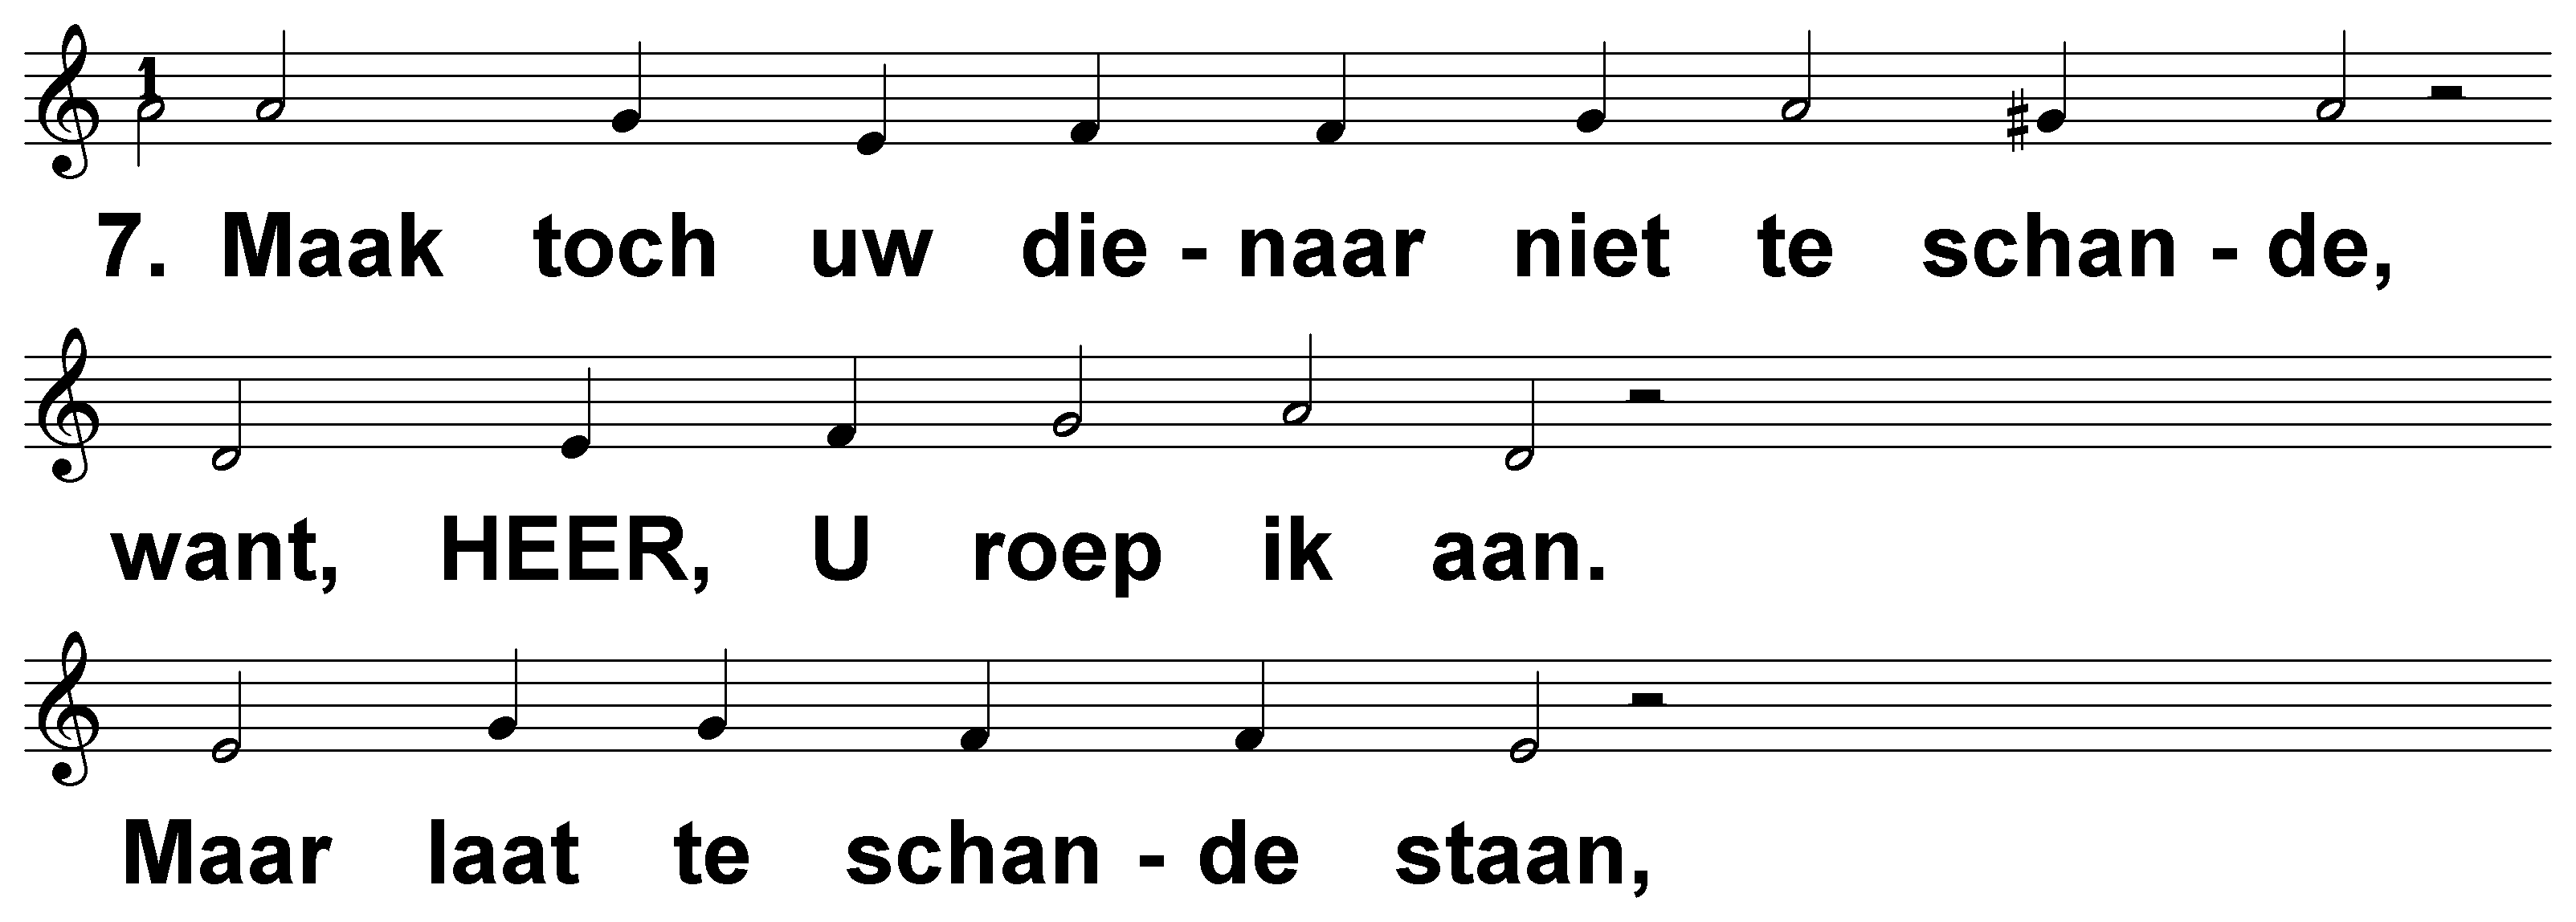 1
7. Maak toch uw die - naar niet te schan - de,
want, HEER, U roep ik aan.
Maar laat te schan - de staan,